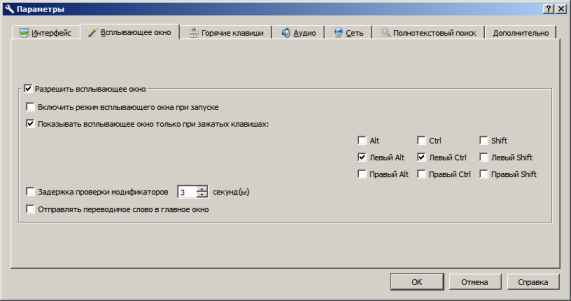 Параметры
Интерфейс Всплывающее окно Горячие клавиши Аудио Сеть Полнотекстовый поиск Дополнительно
Разрешить всплывающее окно
Включить режим всплывающего окна при запуске
Показывать всплывающее окно только при зажатых клавишах:
Alt Ctrl Shift
Левый Alt Левый Ctrl Левый Shift
Правый Alt Правый Ctrl Правый Shift
Задержка проверки модификаторов 3 секунд(ы)
Отправлять переводимое слово в главное окно
OK Отмена Справка